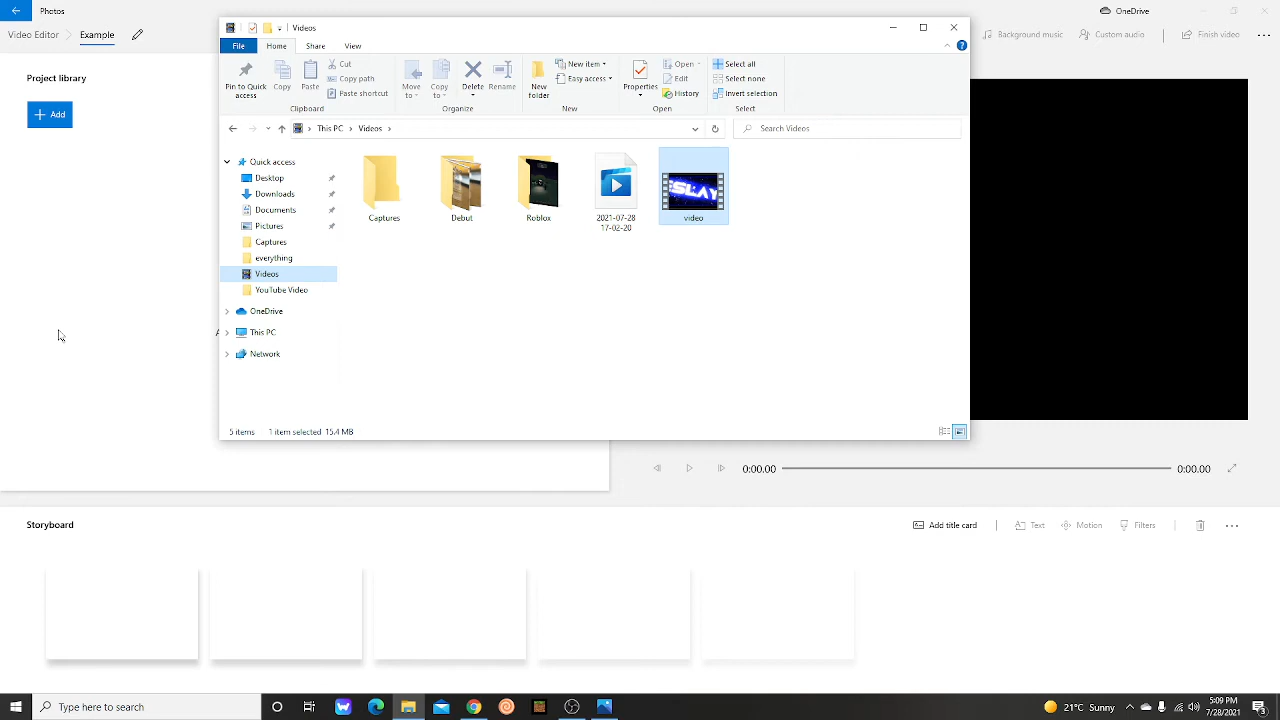 Photos
OneDrive
Video Editor
Example
Background music
Custom audio
Finish video
Project library
Add
Videos
File
Home
Share
View
Pin to Quick access
Copy
Paste
Cut
Copy path
Paste shortcut
Clipboard
Move to
Copy to
Delete
Rename
Organize
New folder
New item
Easy access
New
Properties
Open
Edit
History
Open
Select all
Select none
Invert selection
Select
This PC
Videos
Search Videos
Quick access
Desktop
Downloads
Documents
Pictures
Captures
everything
Videos
YouTube Video
OneDrive
This PC
Network
Captures
Debut
Roblox
2021-07-28
17-02-20
SLAY
video
5 items 1 item selected 15.4 MB
0:00.00
0:00.00
Storyboard
Add title card
Text
Motion
Filters
Type here to search
21°C Sunny
5:09 PM
7/28/2021